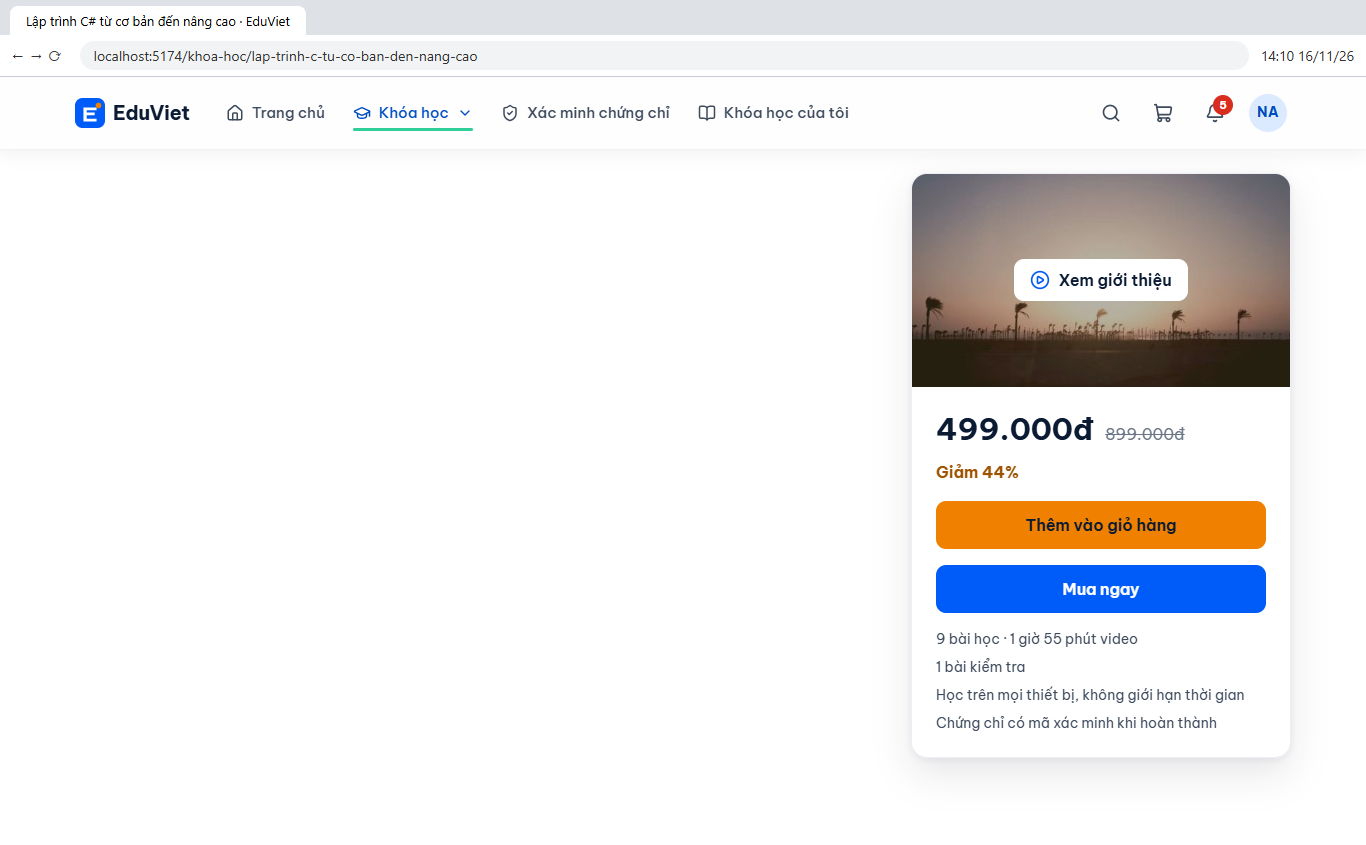 Lập trình C# từ cơ bản đến nâng cao · EduViet
localhost:5174/khoa-hoc/lap-trinh-c-tu-co-ban-den-nang-cao
14:10 16/11/26
EduViet
Trang chủ
Khóa học
Xác minh chứng chỉ
Khóa học của tôi
5
NA
Xem giới thiệu
499.000đ 899.000đ
Giảm 44%
Thêm vào giỏ hàng
Mua ngay
9 bài học · 1 giờ 55 phút video
1 bài kiểm tra
Học trên mọi thiết bị, không giới hạn thời gian
Chứng chỉ có mã xác minh khi hoàn thành